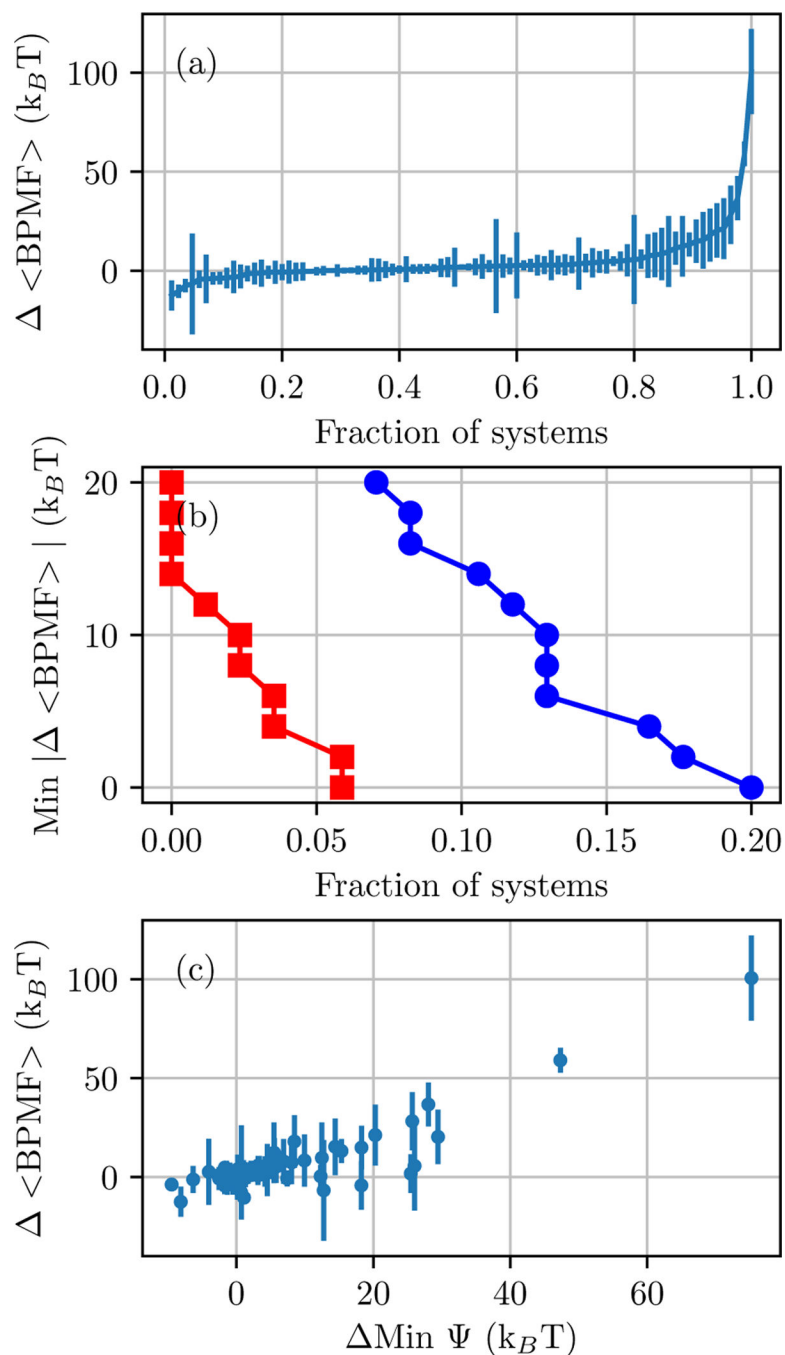 (a)
Δ <BPMF> (k_BT)
100
50
0
0.0 0.2 0.4 0.6 0.8 1.0
Fraction of systems
(b)
Min |Δ <BPMF> | (k_BT)
20
10
0
0.00 0.05 0.10 0.15 0.20
Fraction of systems
(c)
Δ <BPMF> (k_BT)
100
50
0
0 20 40 60
ΔMin Ψ (k_BT)